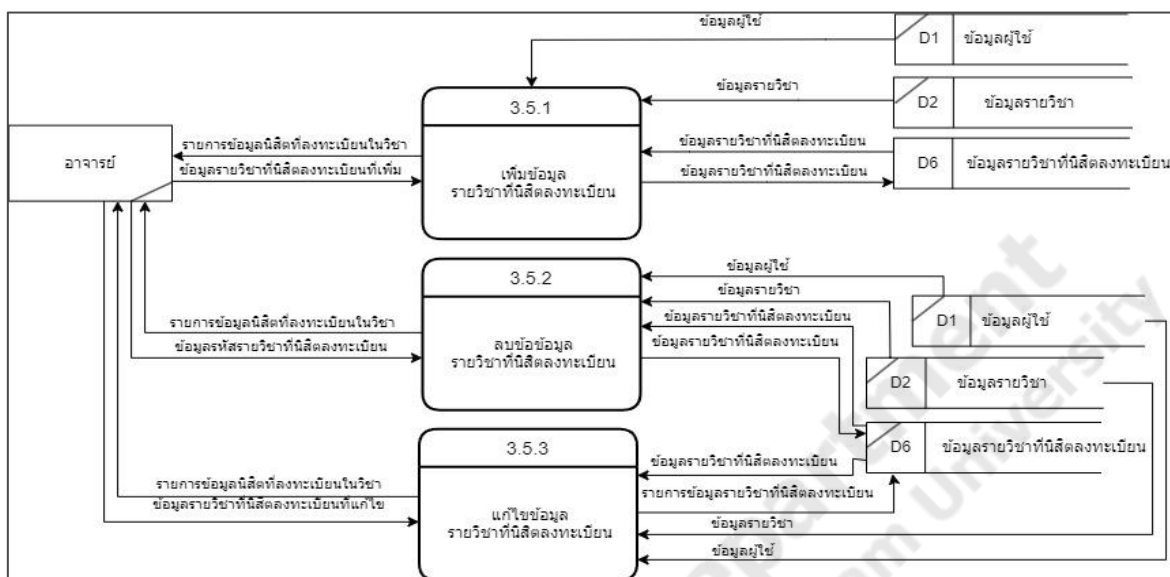 ข้อมูลผู้ใช้
D1 ข้อมูลผู้ใช้
ข้อมูลรายวิชา
D2 ข้อมูลรายวิชา
3.5.1
อาจารย์
รายการข้อมูลนิสิตที่ลงทะเบียนในวิชา
ข้อมูลรายวิชาที่นิสิตลงทะเบียนที่เพิ่ม
เพิ่มข้อมูล
รายวิชาที่นิสิตลงทะเบียน
ข้อมูลรายวิชาที่นิสิตลงทะเบียน
ข้อมูลรายวิชาที่นิสิตลงทะเบียน
D6 ข้อมูลรายวิชาที่นิสิตลงทะเบียน
3.5.2
ข้อมูลผู้ใช้
ข้อมูลรายวิชา
รายการข้อมูลนิสิตที่ลงทะเบียนในวิชา
ข้อมูลรหัสรายวิชาที่นิสิตลงทะเบียน
ลบข้อข้อมูล
รายวิชาที่นิสิตลงทะเบียน
ข้อมูลรายวิชาที่นิสิตลงทะเบียน
ข้อมูลรายวิชาที่นิสิตลงทะเบียน
D1 ข้อมูลผู้ใช้
D2 ข้อมูลรายวิชา
D6 ข้อมูลรายวิชาที่นิสิตลงทะเบียน
3.5.3
รายการข้อมูลนิสิตที่ลงทะเบียนในวิชา
ข้อมูลรายวิชาที่นิสิตลงทะเบียนที่แก้ไข
แก้ไขข้อมูล
รายวิชาที่นิสิตลงทะเบียน
ข้อมูลรายวิชาที่นิสิตลงทะเบียน
รายการข้อมูลรายวิชาที่นิสิตลงทะเบียน
ข้อมูลรายวิชา
ข้อมูลผู้ใช้
University